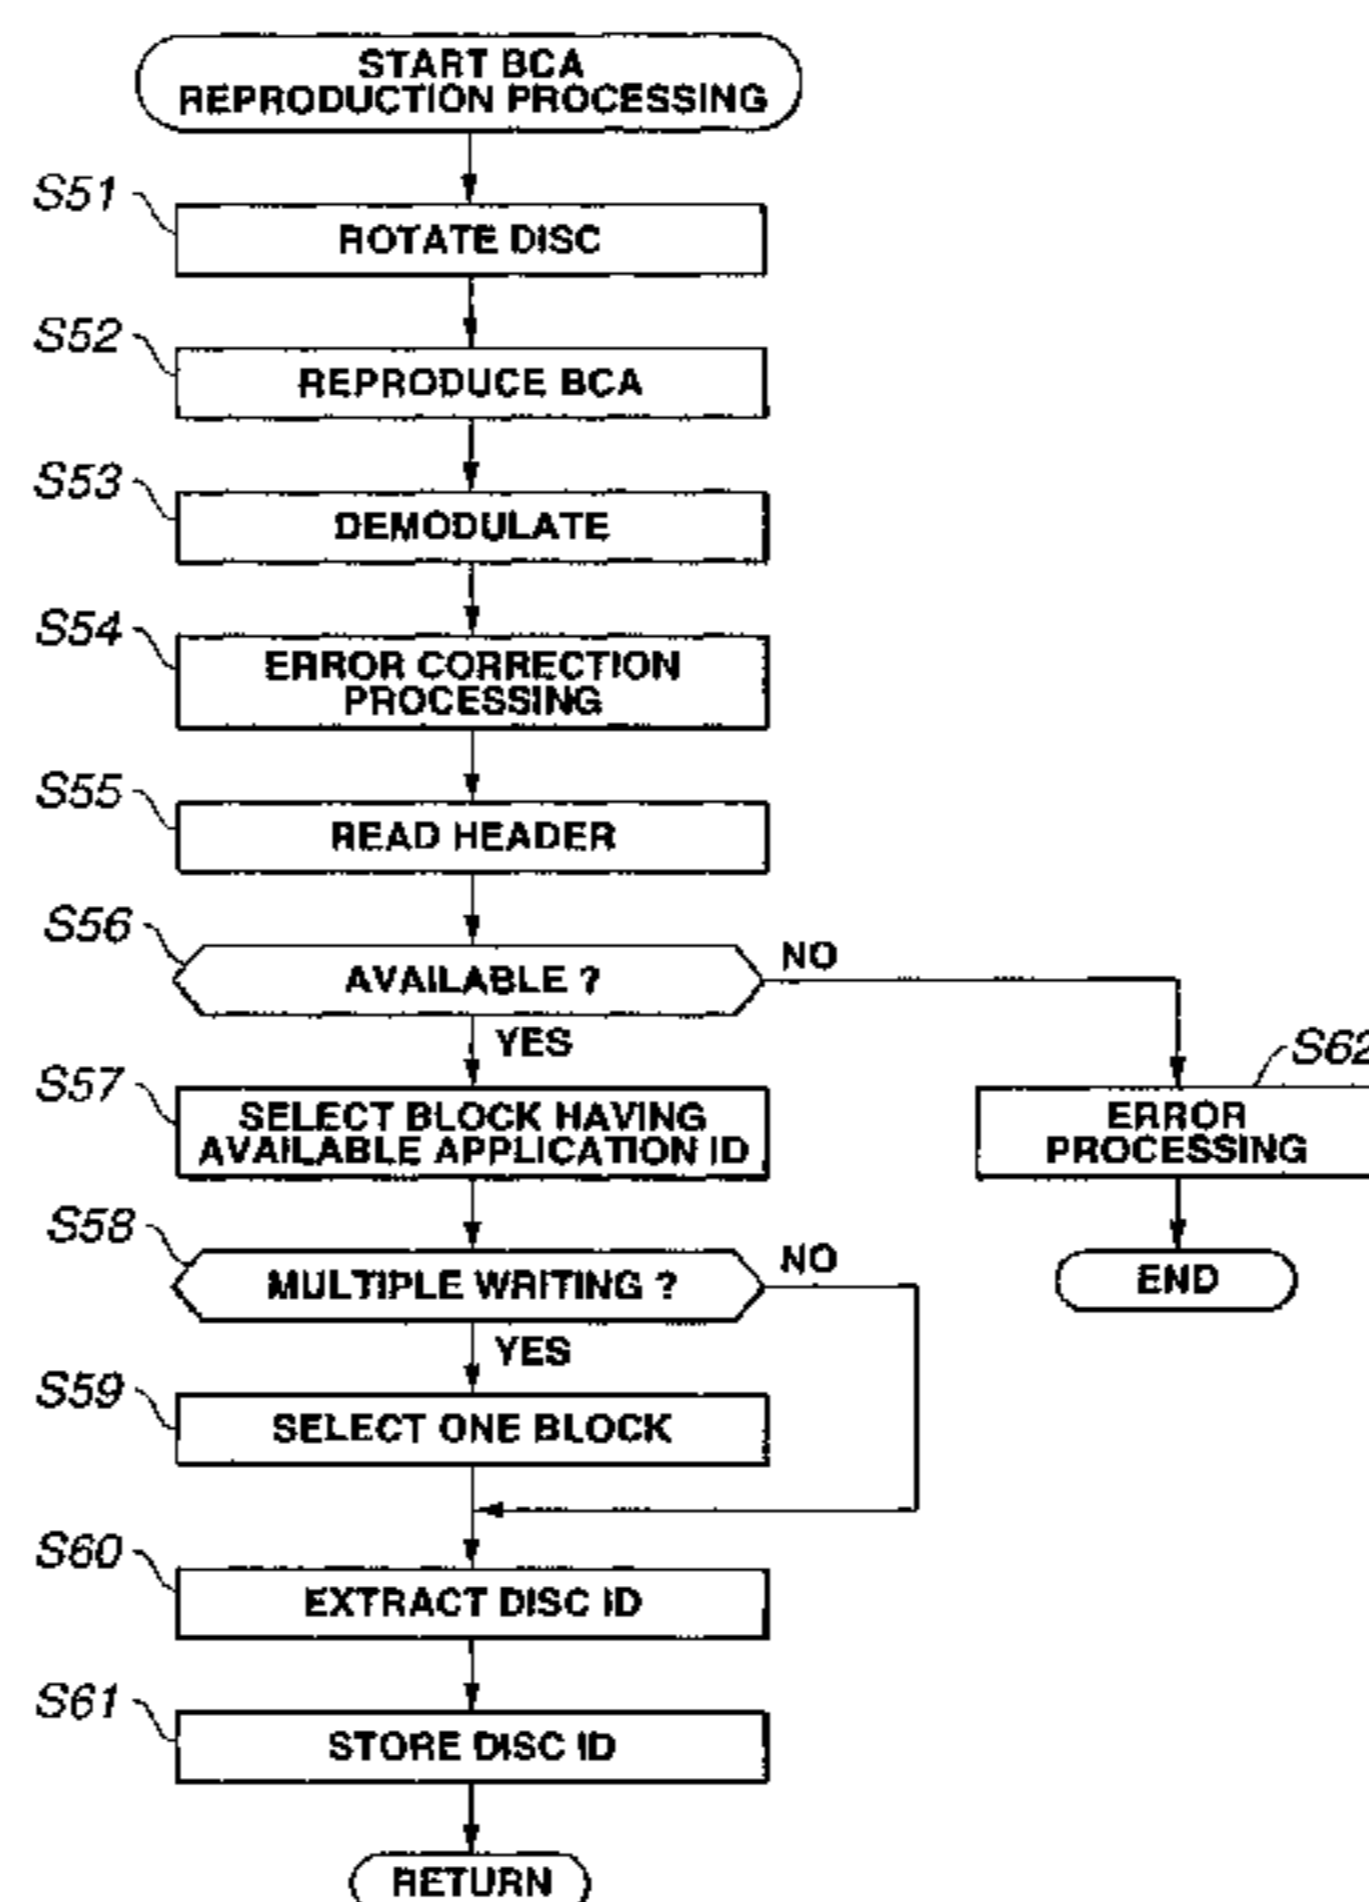 START BCA
REPRODUCTION PROCESSING
S51
ROTATE DISC
S52
REPRODUCE BCA
S53
DEMODULATE
S54
ERROR CORRECTION
PROCESSING
S55
READ HEADER
S56
AVAILABLE ?
NO
YES
S62
ERROR
PROCESSING
END
S57
SELECT BLOCK HAVING
AVAILABLE APPLICATION ID
S58
MULTIPLE WRITING ?
NO
YES
S59
SELECT ONE BLOCK
S60
EXTRACT DISC ID
S61
STORE DISC ID
RETURN